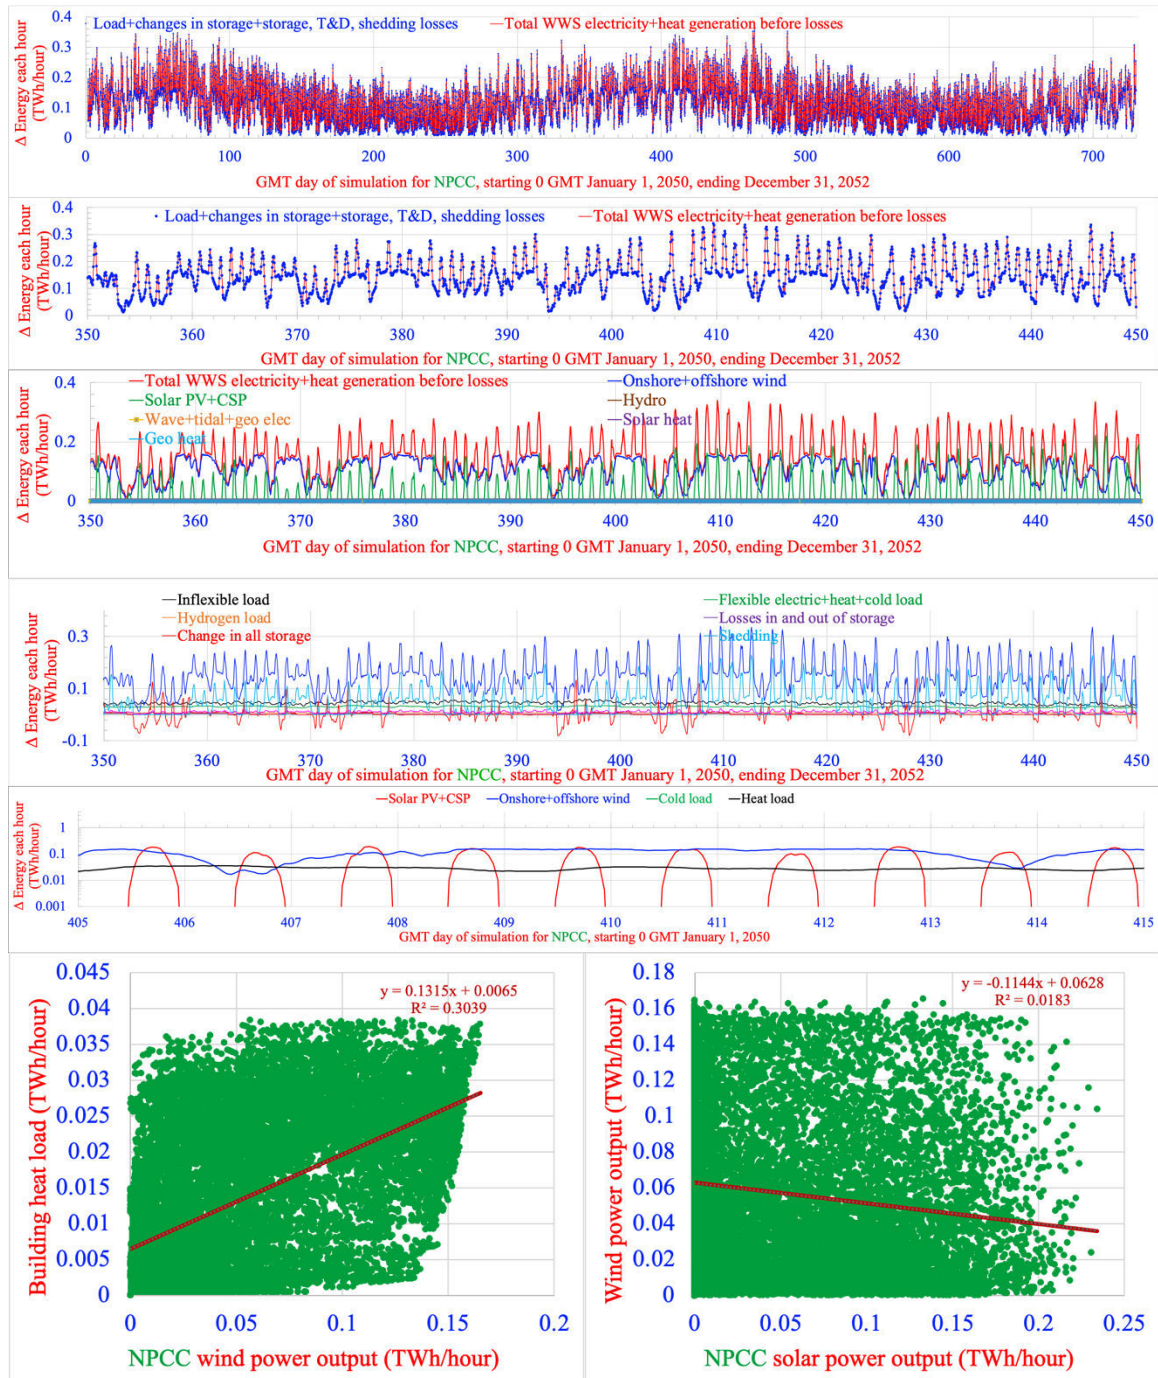 Load+changes in storage+storage, T&D, shedding losses
Total WWS electricity+heat generation before losses
Δ Energy each hour
(TWh/hour)
0.4
0.3
0.2
0.1
0
0 100 200 300 400 500 600 700
GMT day of simulation for NPCC, starting 0 GMT January 1, 2050, ending December 31, 2052
Load+changes in storage+storage, T&D, shedding losses
Total WWS electricity+heat generation before losses
Δ Energy each hour
(TWh/hour)
0.4
0.3
0.2
0.1
0
350 360 370 380 390 400 410 420 430 440 450
GMT day of simulation for NPCC, starting 0 GMT January 1, 2050, ending December 31, 2052
Total WWS electricity+heat generation before losses
Onshore+offshore wind
Solar PV+CSP
Hydro
Wave+tidal+geo elec
Solar heat
Geo heat
Δ Energy each hour
(TWh/hour)
0.4
0.2
0
350 360 370 380 390 400 410 420 430 440 450
GMT day of simulation for NPCC, starting 0 GMT January 1, 2050, ending December 31, 2052
Inflexible load
Flexible electric+heat+cold load
Hydrogen load
Losses in and out of storage
Change in all storage
Shedding
Δ Energy each hour
(TWh/hour)
0.3
0.1
-0.1
350 360 370 380 390 400 410 420 430 440 450
GMT day of simulation for NPCC, starting 0 GMT January 1, 2050, ending December 31, 2052
Solar PV+CSP Onshore+offshore wind Cold load Heat load
Δ Energy each hour
(TWh/hour)
1
0.1
0.01
0.001
405 406 407 408 409 410 411 412 413 414 415
GMT day of simulation for NPCC, starting 0 GMT January 1, 2050
Building heat load (TWh/hour)
0.045
0.04
0.035
0.03
0.025
0.02
0.015
0.01
0.005
0
y = 0.1315x + 0.0065
R² = 0.3039
0 0.05 0.1 0.15 0.2
NPCC wind power output (TWh/hour)
Wind power output (TWh/hour)
0.18
0.16
0.14
0.12
0.1
0.08
0.06
0.04
0.02
0
y = -0.1144x + 0.0628
R² = 0.0183
0 0.05 0.1 0.15 0.2 0.25
NPCC solar power output (TWh/hour)